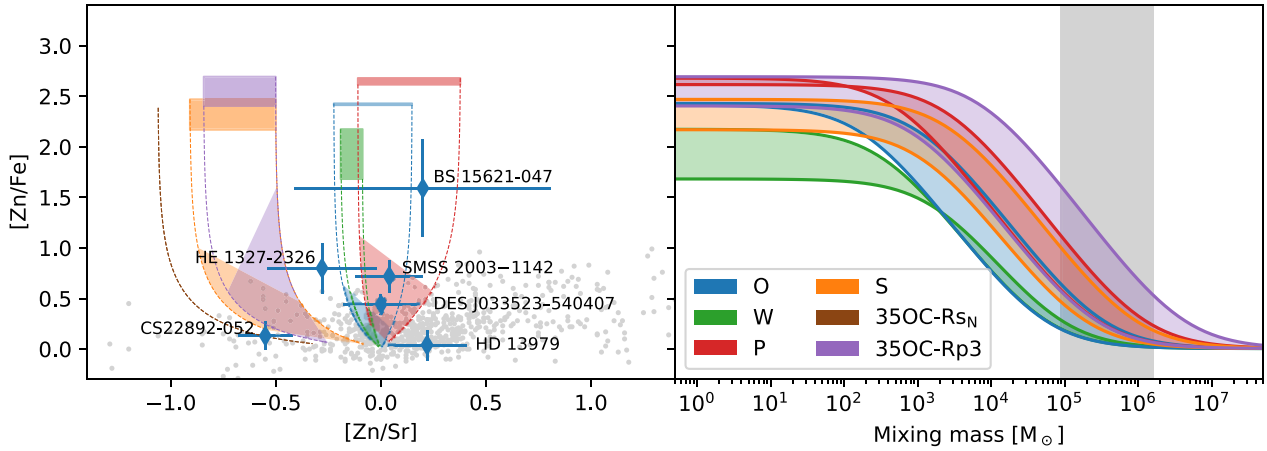 3.0
2.5
2.0
1.5
1.0
0.5
0.0
[Zn/Fe]
BS 15621-047
HE 1327-2326
SMSS 2003−1142
DES J033523-540407
CS22892-052
HD 13979
−1.0 −0.5 0.0 0.5 1.0
[Zn/Sr]
O S
W 35OC-Rs_N
P 35OC-Rp3
10^0 10^1 10^2 10^3 10^4 10^5 10^6 10^7
Mixing mass [M_⊙]